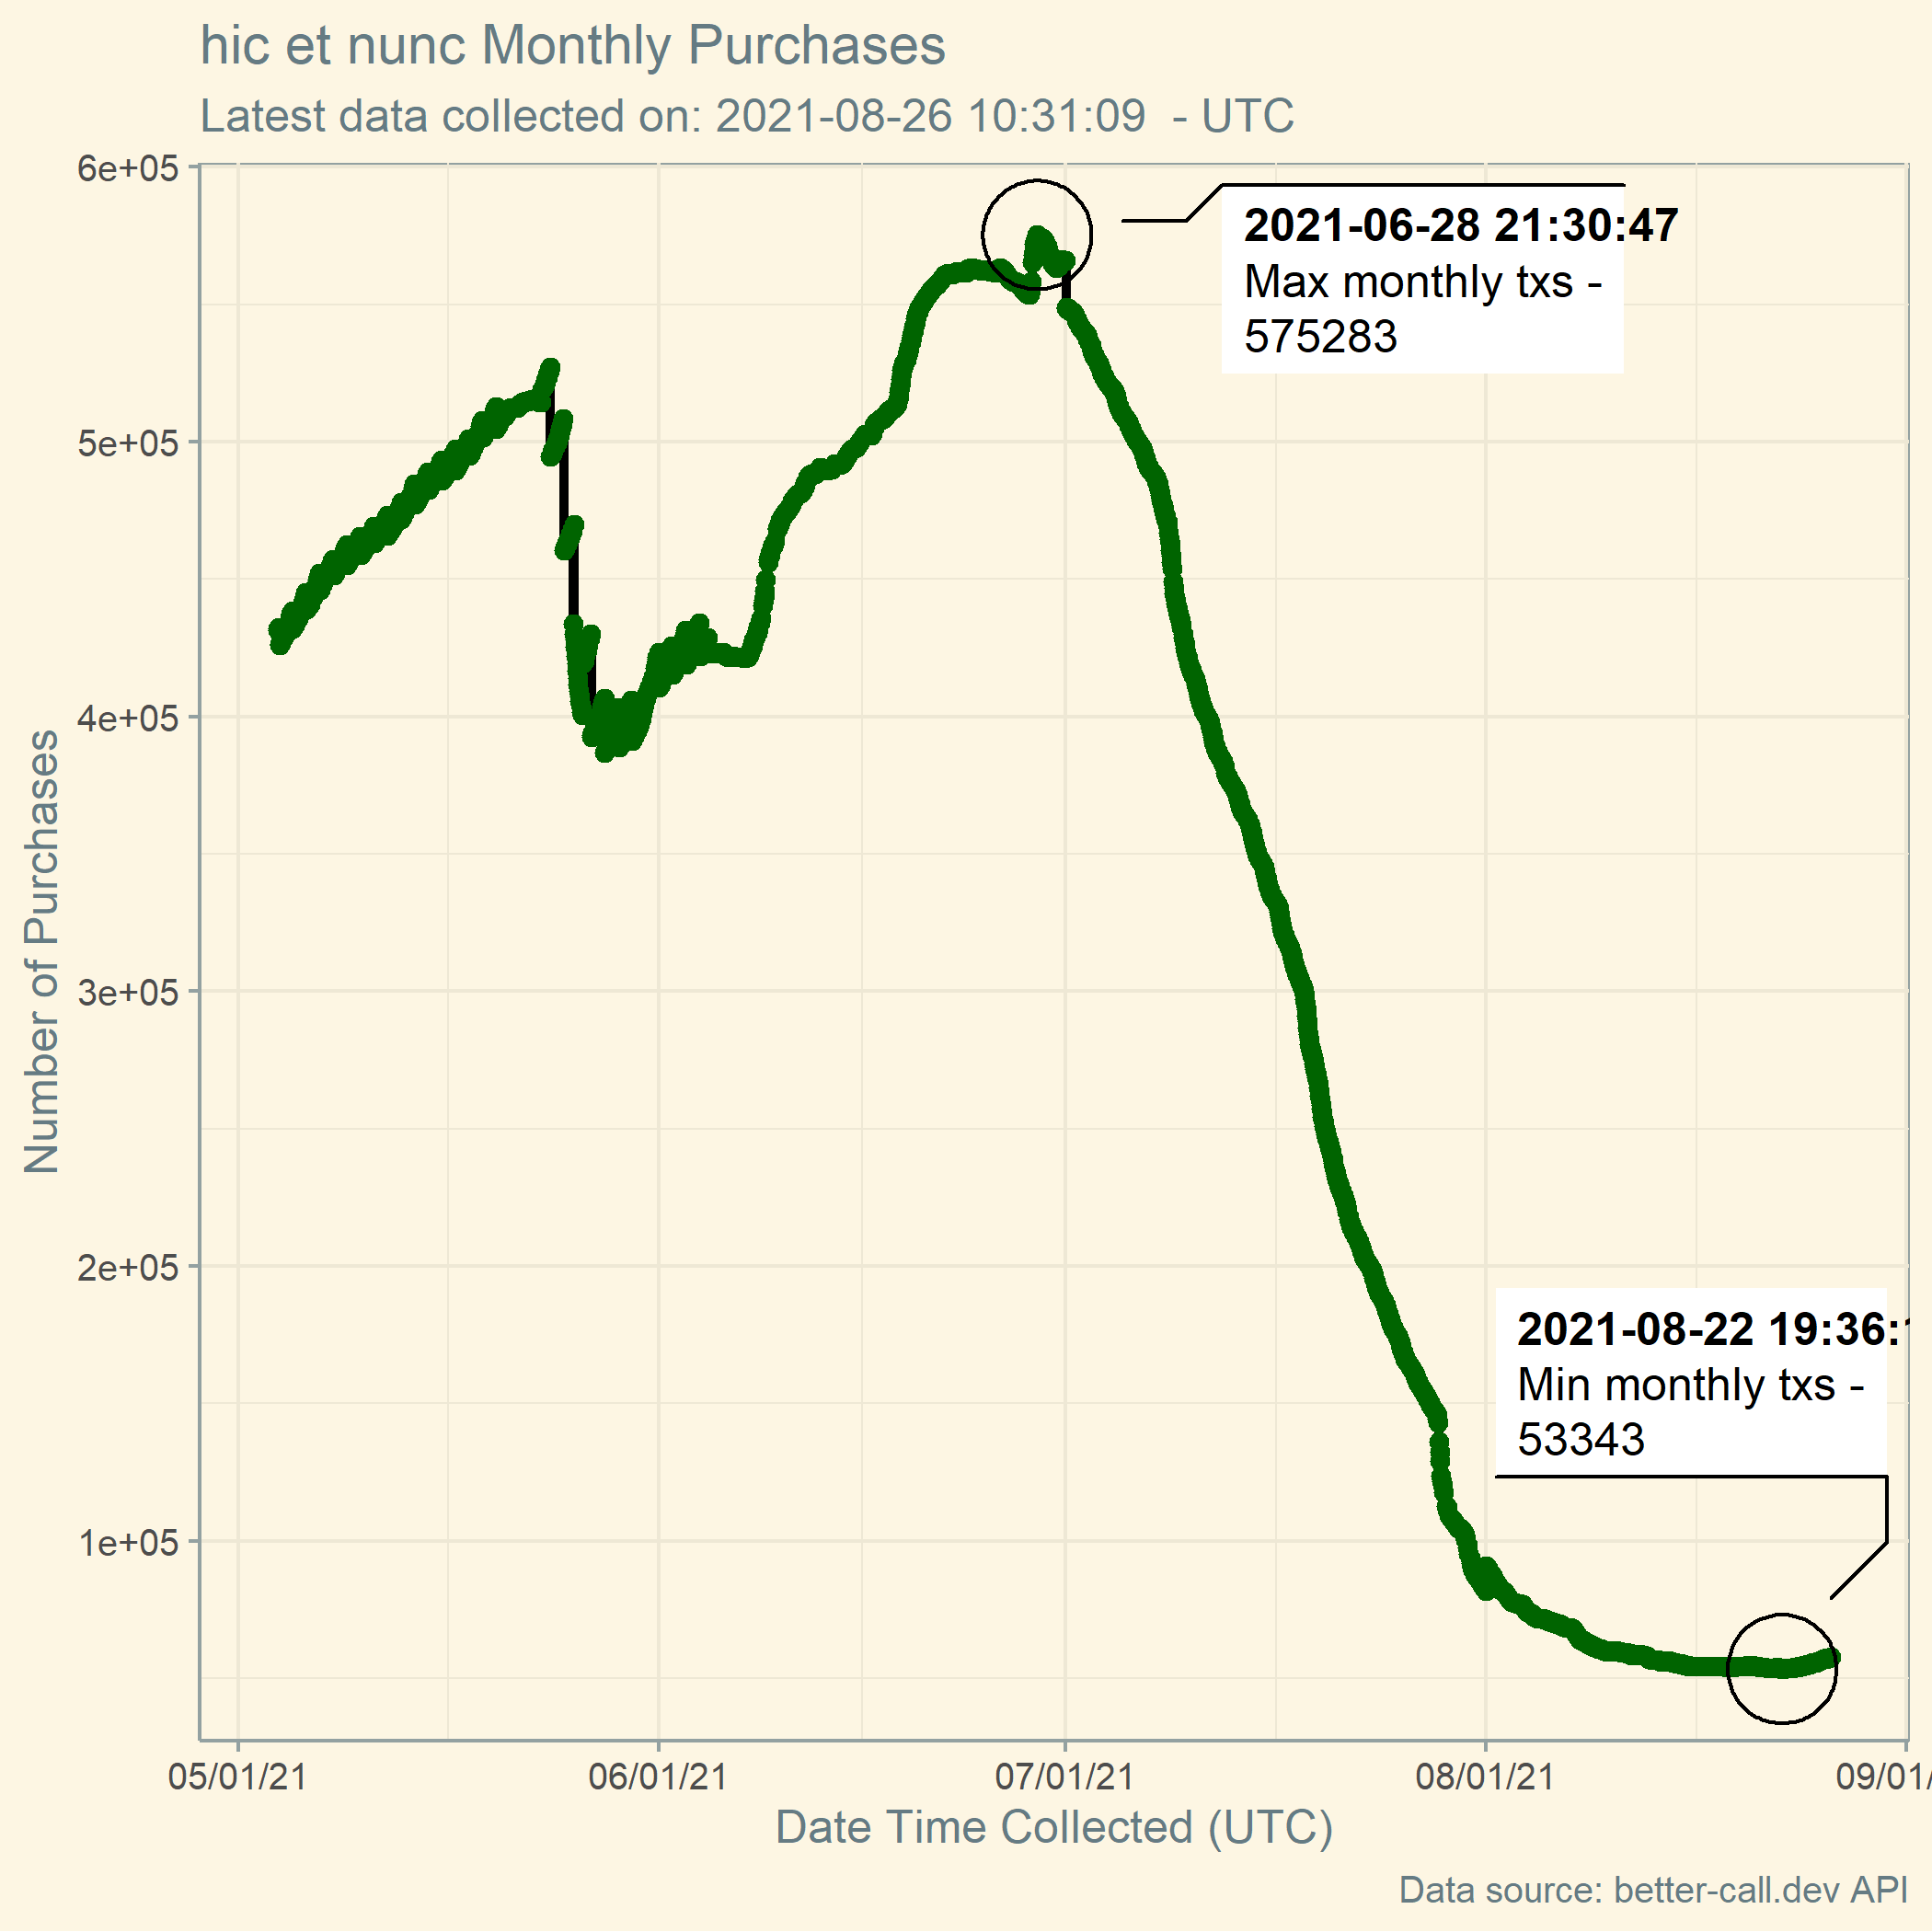 hic et nunc Monthly Purchases
Latest data collected on: 2021-08-26 10:31:09  - UTC
6e+05
5e+05
4e+05
3e+05
2e+05
1e+05
Number of Purchases
2021-06-28 21:30:47
Max monthly txs -
575283
2021-08-22 19:36:
Min monthly txs -
53343
05/01/21
06/01/21
07/01/21
08/01/21
09/01/
Date Time Collected (UTC)
Data source: better-call.dev API